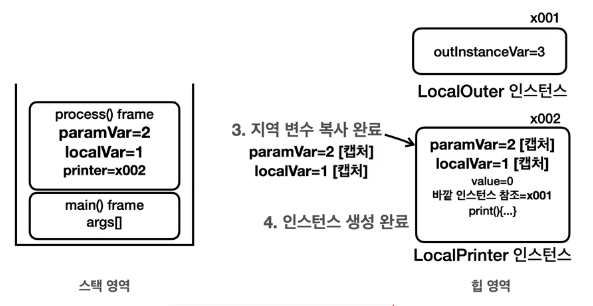 x001
outInstanceVar=3
LocalOuter 인스턴스
process() frame
paramVar=2
localVar=1
printer=x002
main() frame
args[]
스택 영역
3. 지역 변수 복사 완료
paramVar=2 [캡처]
localVar=1 [캡처]
4. 인스턴스 생성 완료
x002
paramVar=2 [캡처]
localVar=1 [캡처]
value=0
바깥 인스턴스 참조=x001
print(){...}
LocalPrinter 인스턴스
힙 영역